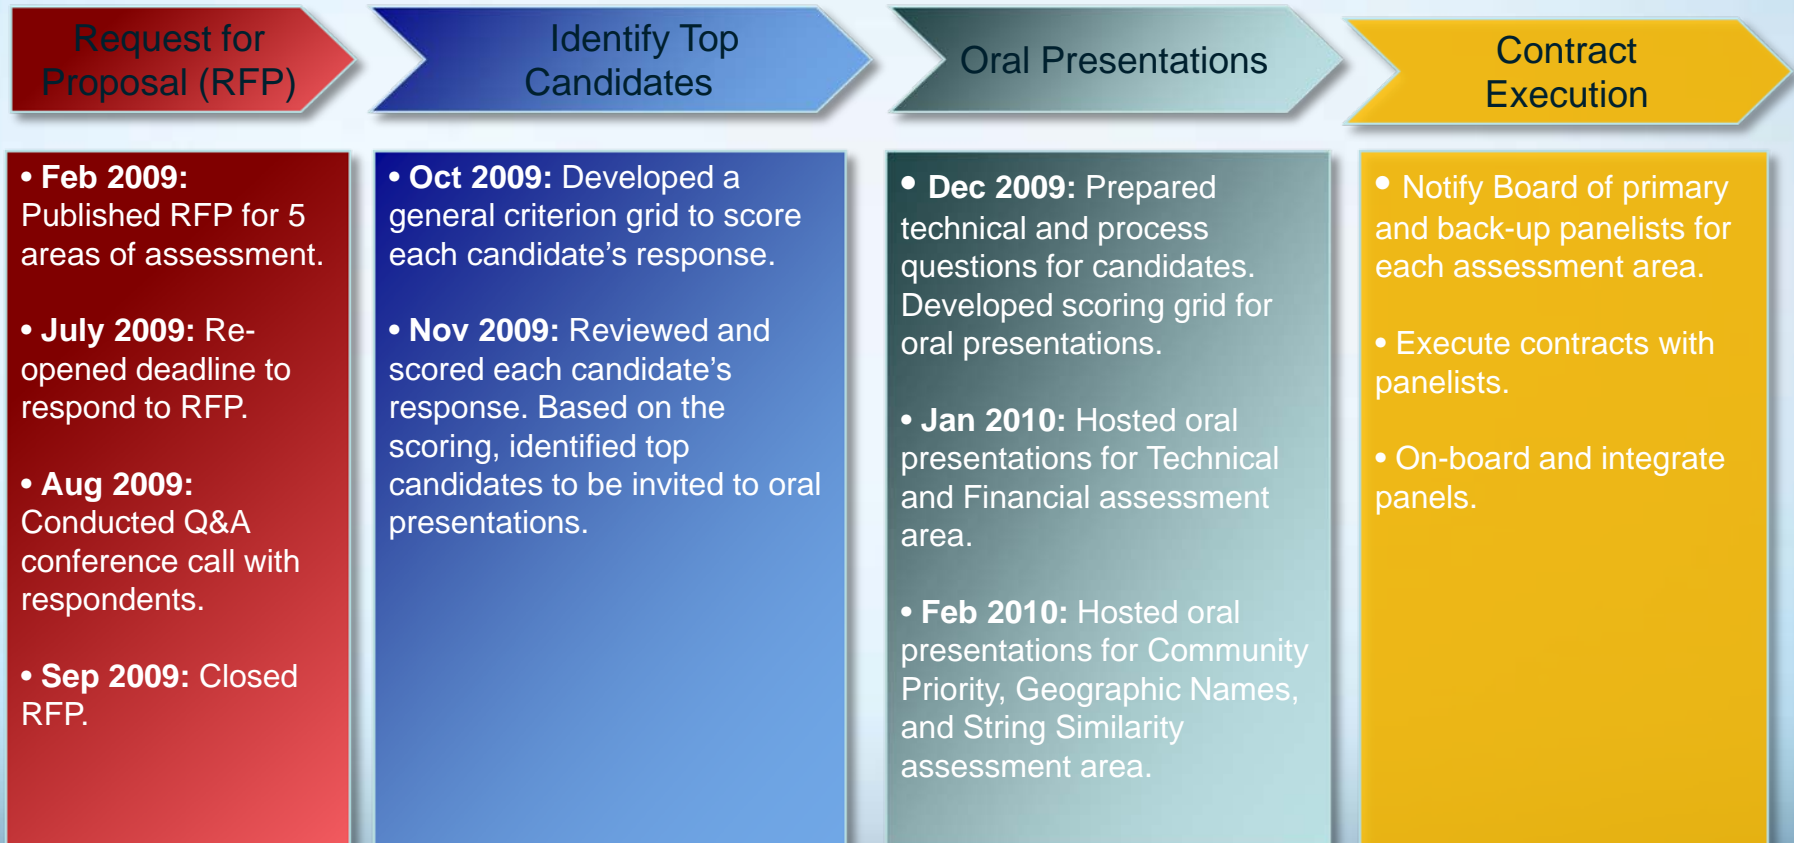 Request for
Proposal (RFP)
Identify Top
Candidates
Oral Presentations
Contract
Execution
• Feb 2009:
Published RFP for 5
areas of assessment.
• July 2009: Re-
opened deadline to
respond to RFP.
• Aug 2009:
Conducted Q&A
conference call with
respondents.
• Sep 2009: Closed
RFP.
• Oct 2009: Developed a
general criterion grid to score
each candidate’s response.
• Nov 2009: Reviewed and
scored each candidate’s
response. Based on the
scoring, identified top
candidates to be invited to oral
presentations.
• Dec 2009: Prepared
technical and process
questions for candidates.
Developed scoring grid for
oral presentations.
• Jan 2010: Hosted oral
presentations for Technical
and Financial assessment
area.
• Feb 2010: Hosted oral
presentations for Community
Priority, Geographic Names,
and String Similarity
assessment area.
• Notify Board of primary
and back-up panelists for
each assessment area.
• Execute contracts with
panelists.
• On-board and integrate
panels.